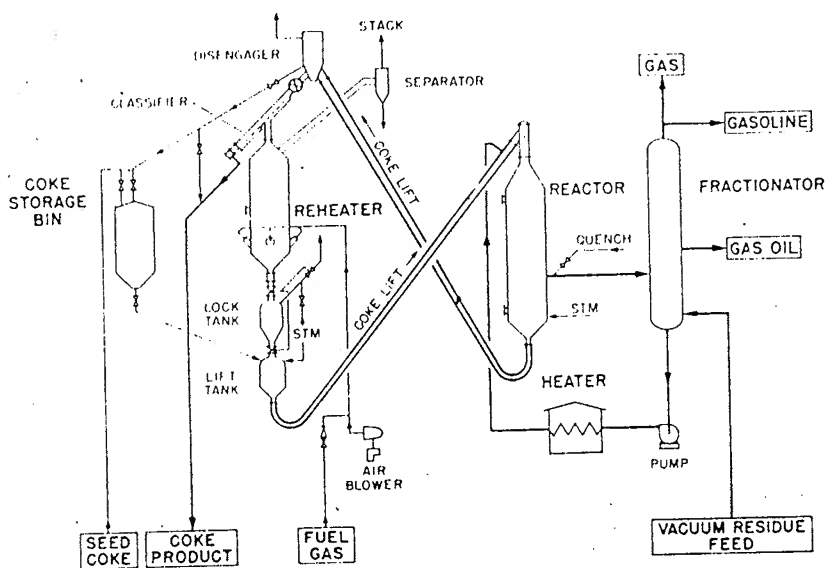 STACK
DISENGAGER
SEPARATOR
CLASSIFIER
GAS
GASOLINE
COKE
STORAGE
BIN
COKE LIFT
REACTOR
FRACTIONATOR
REHEATER
QUENCH
GAS OIL
LOCK
TANK
STM
COKE LIFT
STM
LIFT
TANK
HEATER
PUMP
AIR
BLOWER
SEED
COKE
COKE
PRODUCT
FUEL
GAS
VACUUM RESIDUE
FEED